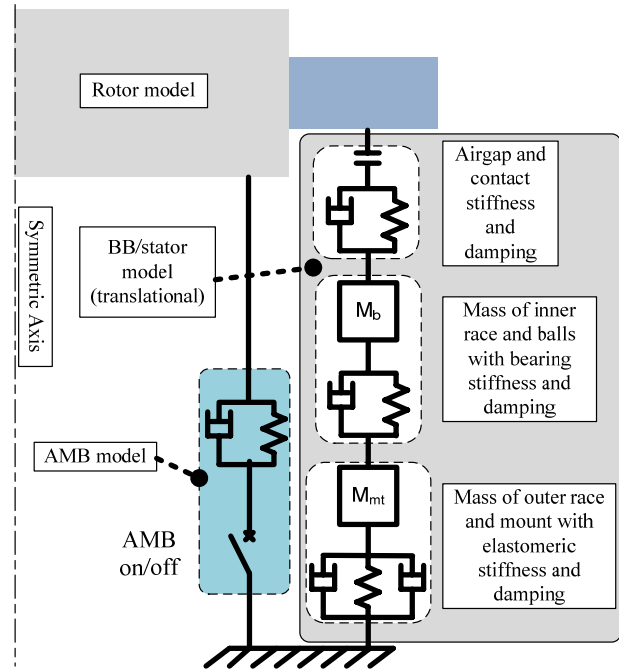 Rotor model
Symmetric Axis
BB/stator
model
(translational)
AMB model
AMB
on/off
Airgap and
contact
stiffness
and
damping
M_b
Mass of inner
race and balls
with bearing
stiffness and
damping
M_mt
Mass of outer race
and mount with
elastomeric
stiffness and
damping